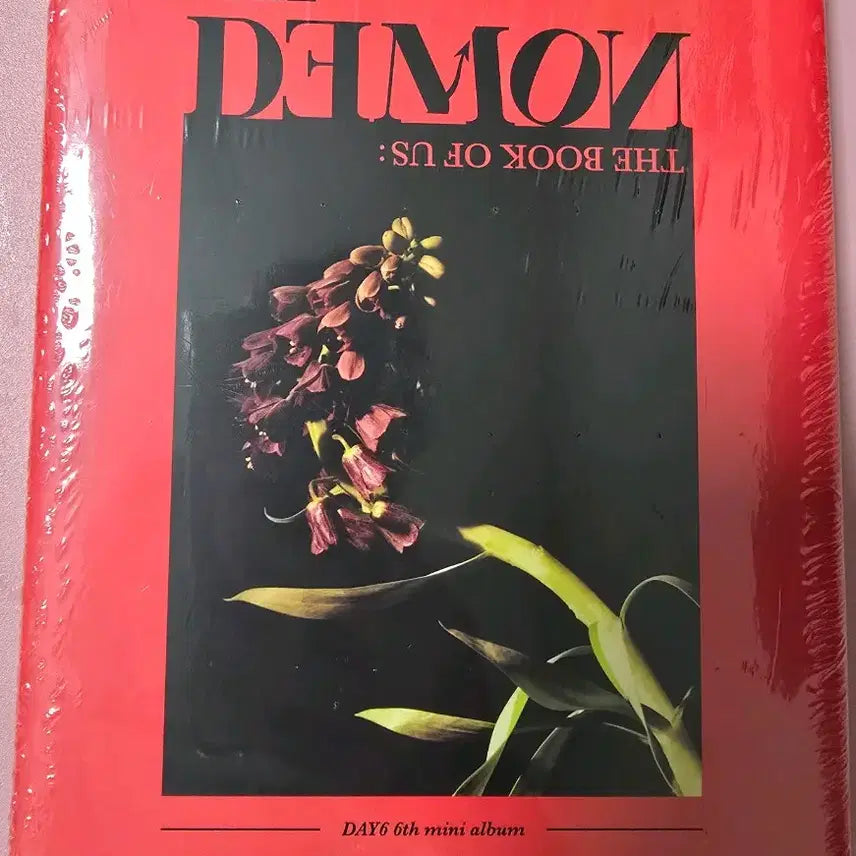 DEMON
THE BOOK OF US:
DAY6 6th mini album